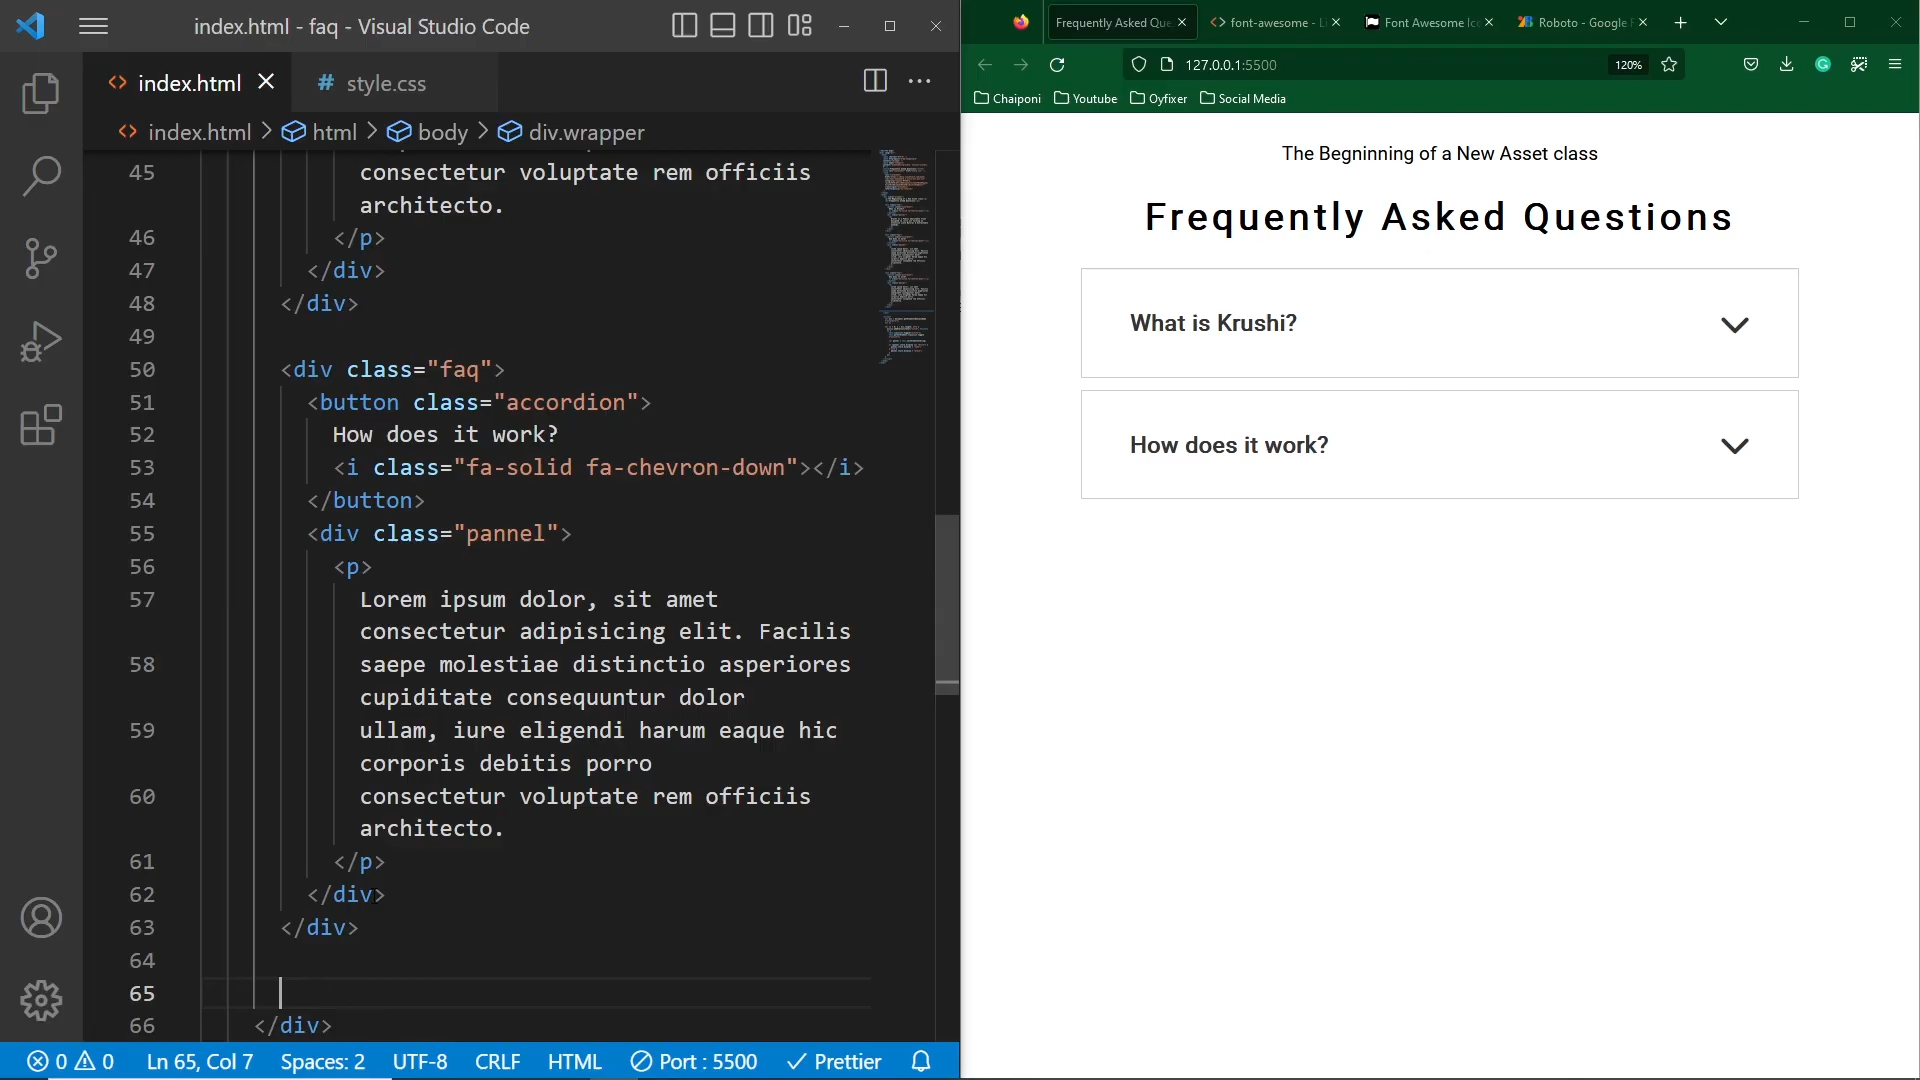 index.html - faq - Visual Studio Code
index.html
# style.css
index.html > html > body > div.wrapper
45 consectetur voluptate rem officiis
architecto.
46 </p>
47 </div>
48 </div>
49
50 <div class="faq">
51 <button class="accordion">
52 How does it work?
53 <i class="fa-solid fa-chevron-down"></i>
54 </button>
55 <div class="pannel">
56 <p>
57 Lorem ipsum dolor, sit amet
consectetur adipisicing elit. Facilis
58 saepe molestiae distinctio asperiores
cupiditate consequuntur dolor
59 ullam, iure eligendi harum eaque hic
corporis debitis porro
60 consectetur voluptate rem officiis
architecto.
61 </p>
62 </div>
63 </div>
64
65
66 </div>
0 0 Ln 65, Col 7 Spaces: 2 UTF-8 CRLF HTML Port : 5500 Prettier
Frequently Asked Que
font-awesome - Li
Font Awesome Ico
Roboto - Google F
127.0.0.1:5500 120%
Chaiponi Youtube Oyfixer Social Media
The Begninning of a New Asset class
Frequently Asked Questions
What is Krushi?
How does it work?